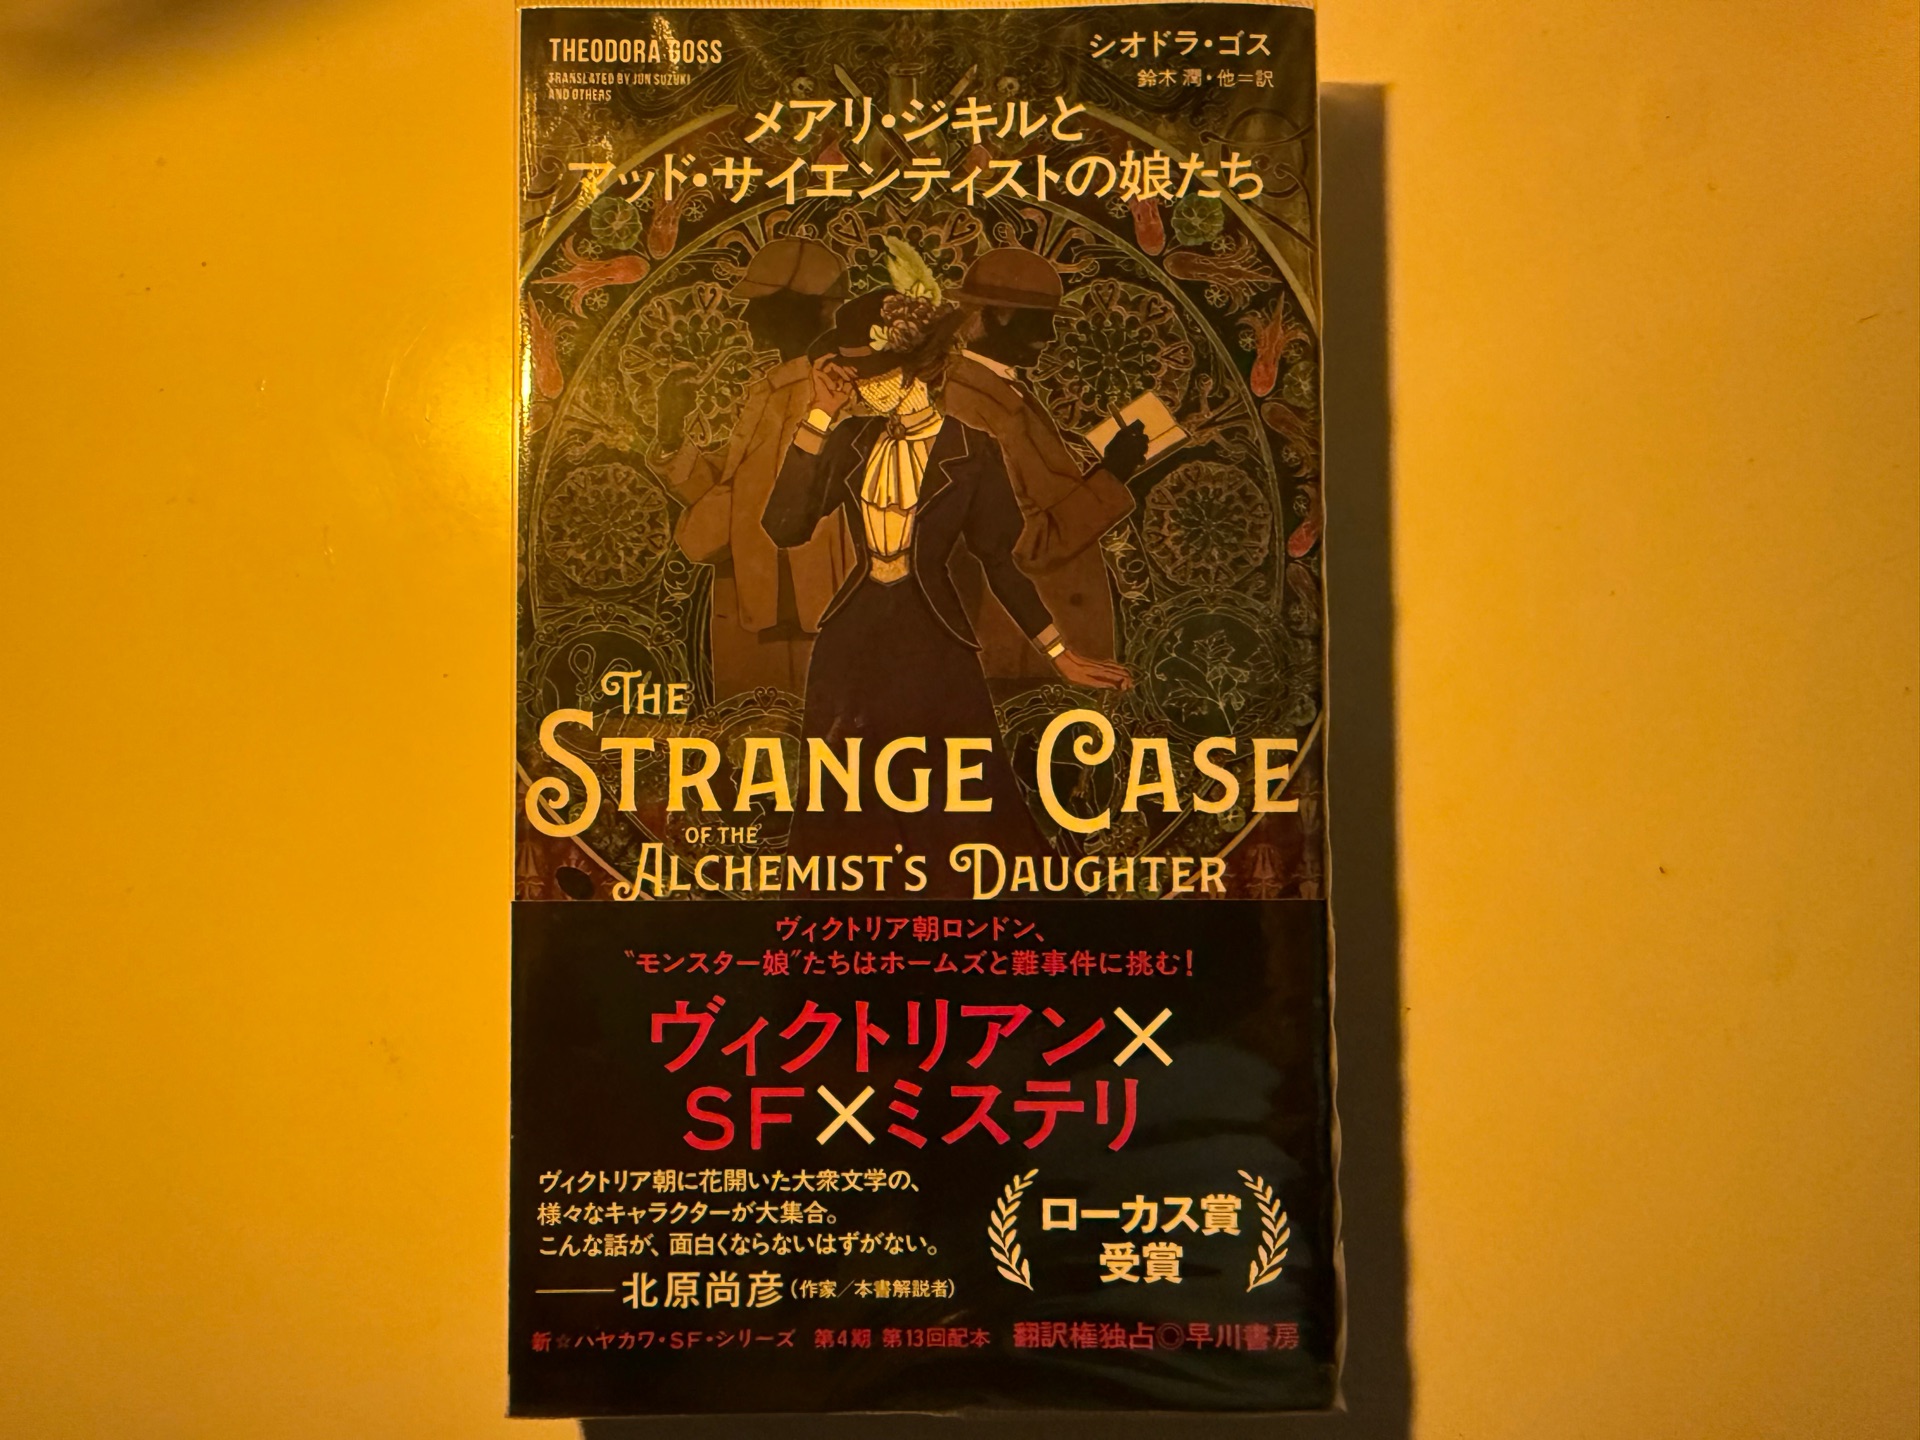 THEODORA GOSS
TRANSLATED BY JUN SUZUKI
AND OTHERS
シオドラ・ゴス
鈴木 潤・他＝訳
メアリ・ジキルと
マッド・サイエンティストの娘たち
THE
STRANGE CASE
OF THE
ALCHEMIST'S DAUGHTER
ヴィクトリア朝ロンドン、
〝モンスター娘〟たちはホームズと難事件に挑む！
ヴィクトリアン×
SF×ミステリ
ヴィクトリア朝に花開いた大衆文学の、
様々なキャラクターが大集合。
こんな話が、面白くならないはずがない。
――北原尚彦（作家／本書解説者）
ローカス賞
受賞
新☆ハヤカワ・SF・シリーズ 第4期 第13回配本 翻訳権独占◎早川書房